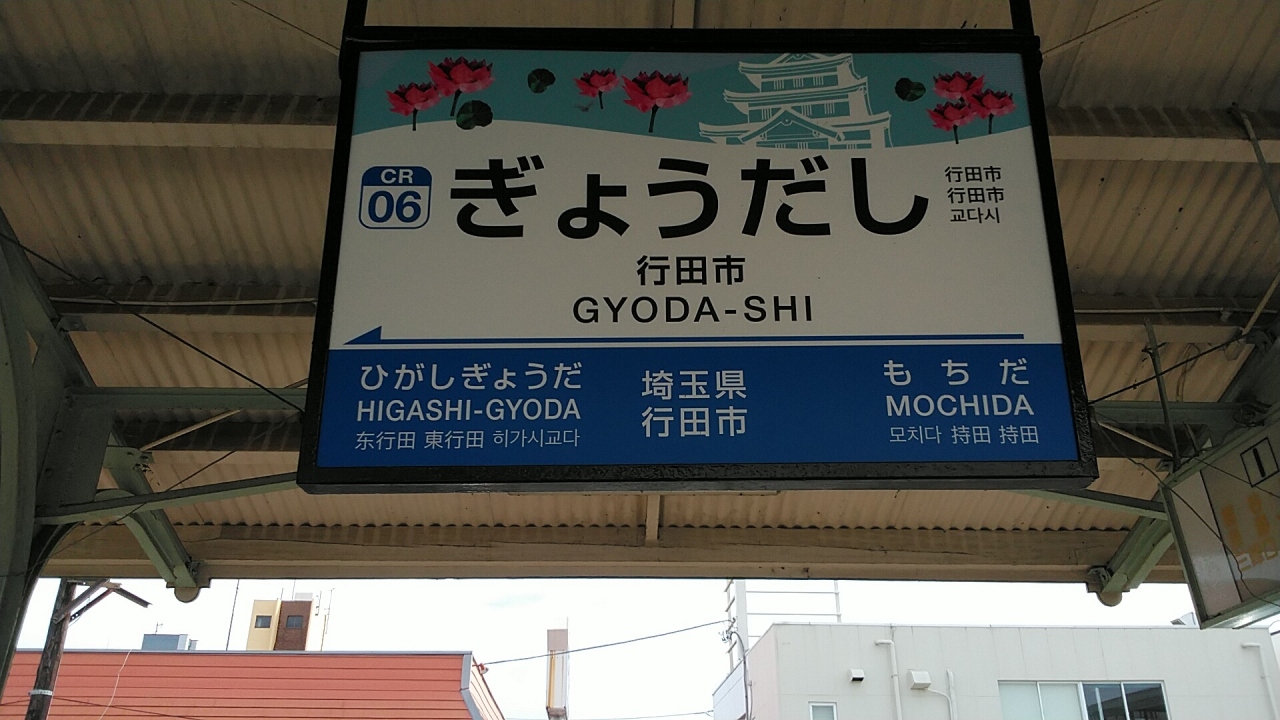 CR
06
ぎょうだし
行田市
行田市
교다시
行田市
GYODA-SHI
ひがしぎょうだ
HIGASHI-GYODA
东行田 東行田 히가시교다
埼玉県
行田市
もちだ
MOCHIDA
모치다 持田 持田
1